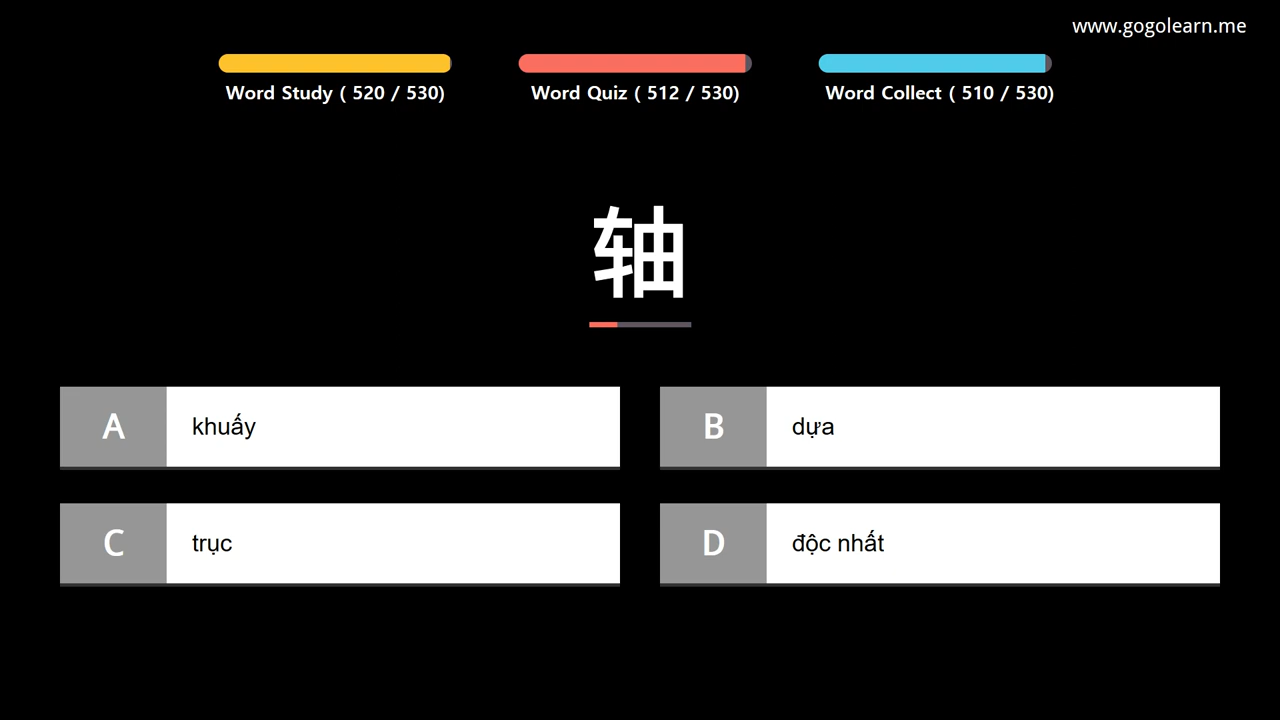 www.gogolearn.me
Word Study ( 520 / 530)
Word Quiz ( 512 / 530)
Word Collect ( 510 / 530)
轴
A khuấy
B dựa
C trục
D độc nhất